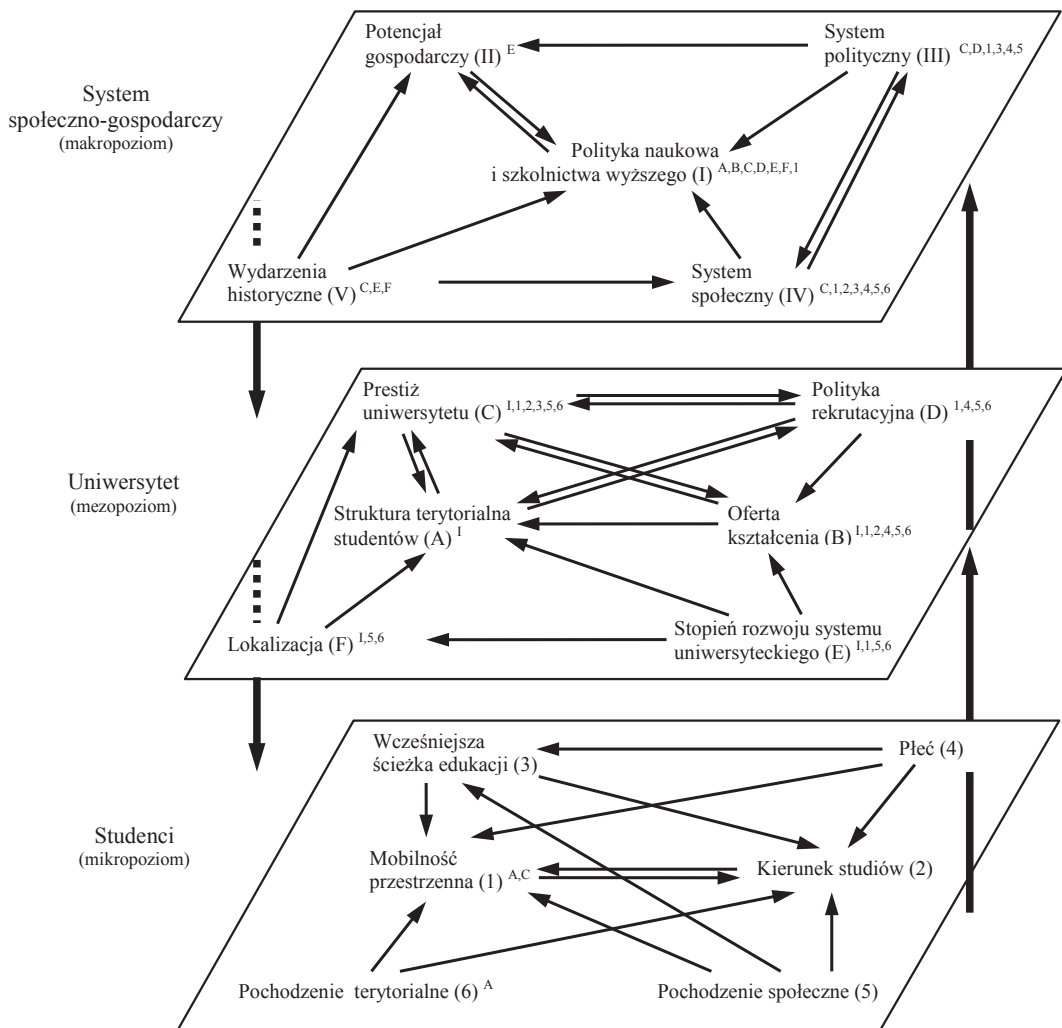 Potencjał
gospodarczy (II) E
System
polityczny (III) C,D,1,3,4,5
System
społeczno-gospodarczy
(makropoziom)
Polityka naukowa
i szkolnictwa wyższego (I) A,B,C,D,E,F,1
Wydarzenia
historyczne (V) C,E,F
System
społeczny (IV) C,1,2,3,4,5,6
Prestiż
uniwersytetu (C) I,1,2,3,5,6
Polityka
rekrutacyjna (D) 1,4,5,6
Uniwersytet
(mezopoziom)
Struktura terytorialna
studentów (A) I
Oferta
kształcenia (B) I,1,2,4,5,6
Lokalizacja (F) I,5,6
Stopień rozwoju systemu
uniwersyteckiego (E) I,1,5,6
Wcześniejsza
ścieżka edukacji (3)
Płeć (4)
Studenci
(mikropoziom)
Mobilność
przestrzenna (1) A,C
Kierunek studiów (2)
Pochodzenie terytorialne (6) A
Pochodzenie społeczne (5)